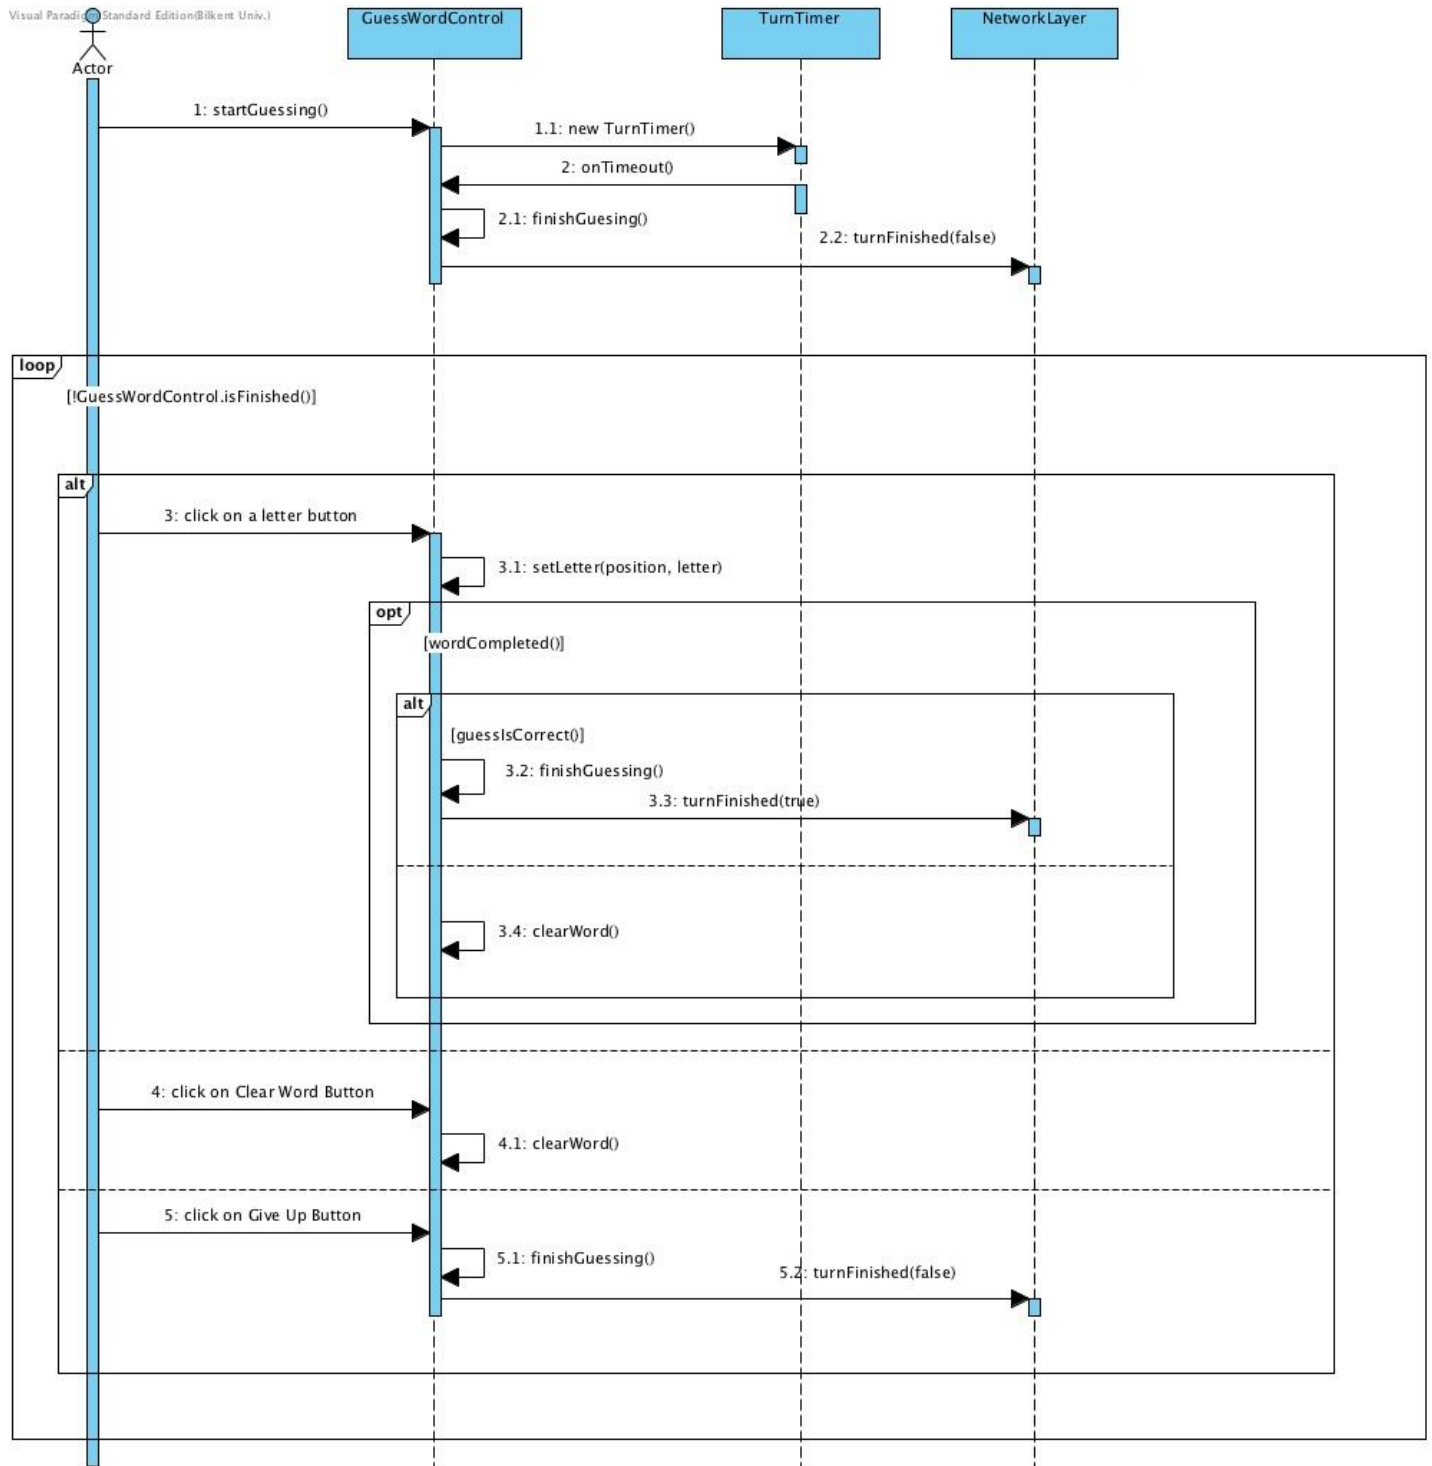 Visual Paradigm Standard Edition(Bilkent Univ.)
Actor
GuessWordControl
TurnTimer
NetworkLayer
1: startGuessing()
1.1: new TurnTimer()
2: onTimeout()
2.1: finishGuesing()
2.2: turnFinished(false)
loop
[!GuessWordControl.isFinished()]
alt
3: click on a letter button
3.1: setLetter(position, letter)
opt
[wordCompleted()]
alt
[guessIsCorrect()]
3.2: finishGuessing()
3.3: turnFinished(true)
3.4: clearWord()
4: click on Clear Word Button
4.1: clearWord()
5: click on Give Up Button
5.1: finishGuessing()
5.2: turnFinished(false)